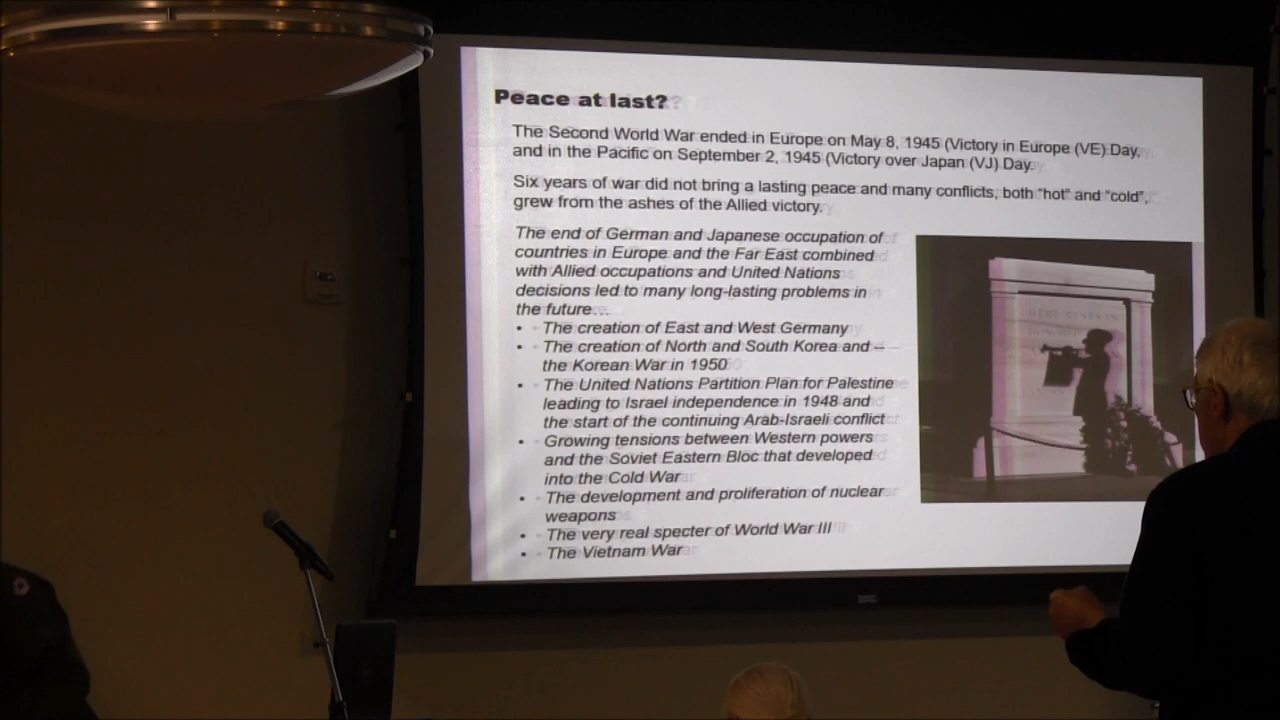 Peace at last?
The Second World War ended in Europe on May 8, 1945 (Victory in Europe (VE) Day,
and in the Pacific on September 2, 1945 (Victory over Japan (VJ) Day.
Six years of war did not bring a lasting peace and many conflicts, both “hot” and “cold”,
grew from the ashes of the Allied victory.
The end of German and Japanese occupation of
countries in Europe and the Far East combined
with Allied occupations and United Nations
decisions led to many long-lasting problems in
the future…
• The creation of East and West Germany
• The creation of North and South Korea and –
the Korean War in 1950
• The United Nations Partition Plan for Palestine
leading to Israel independence in 1948 and
the start of the continuing Arab-Israeli conflict
• Growing tensions between Western powers
and the Soviet Eastern Bloc that developed
into the Cold War
• The development and proliferation of nuclear
weapons
• The very real specter of World War III
• The Vietnam War
HERE RESTS IN